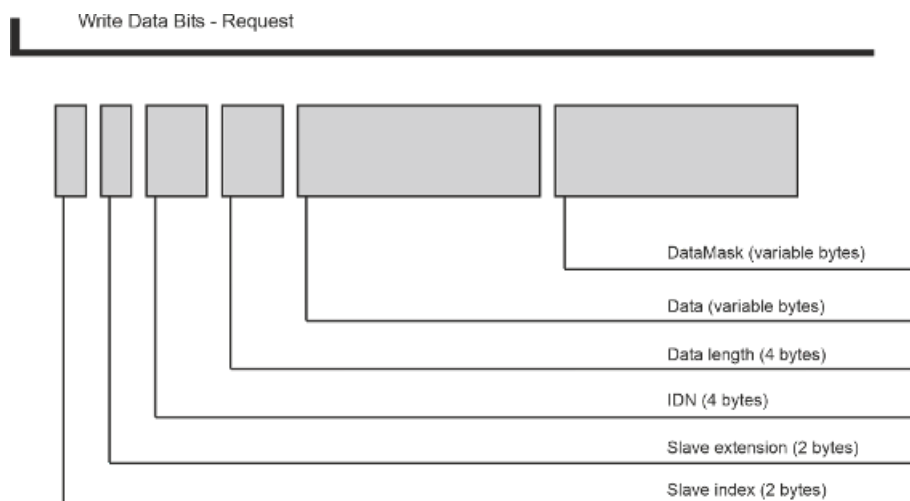 Write Data Bits - Request
DataMask (variable bytes)
Data (variable bytes)
Data length (4 bytes)
IDN (4 bytes)
Slave extension (2 bytes)
Slave index (2 bytes)